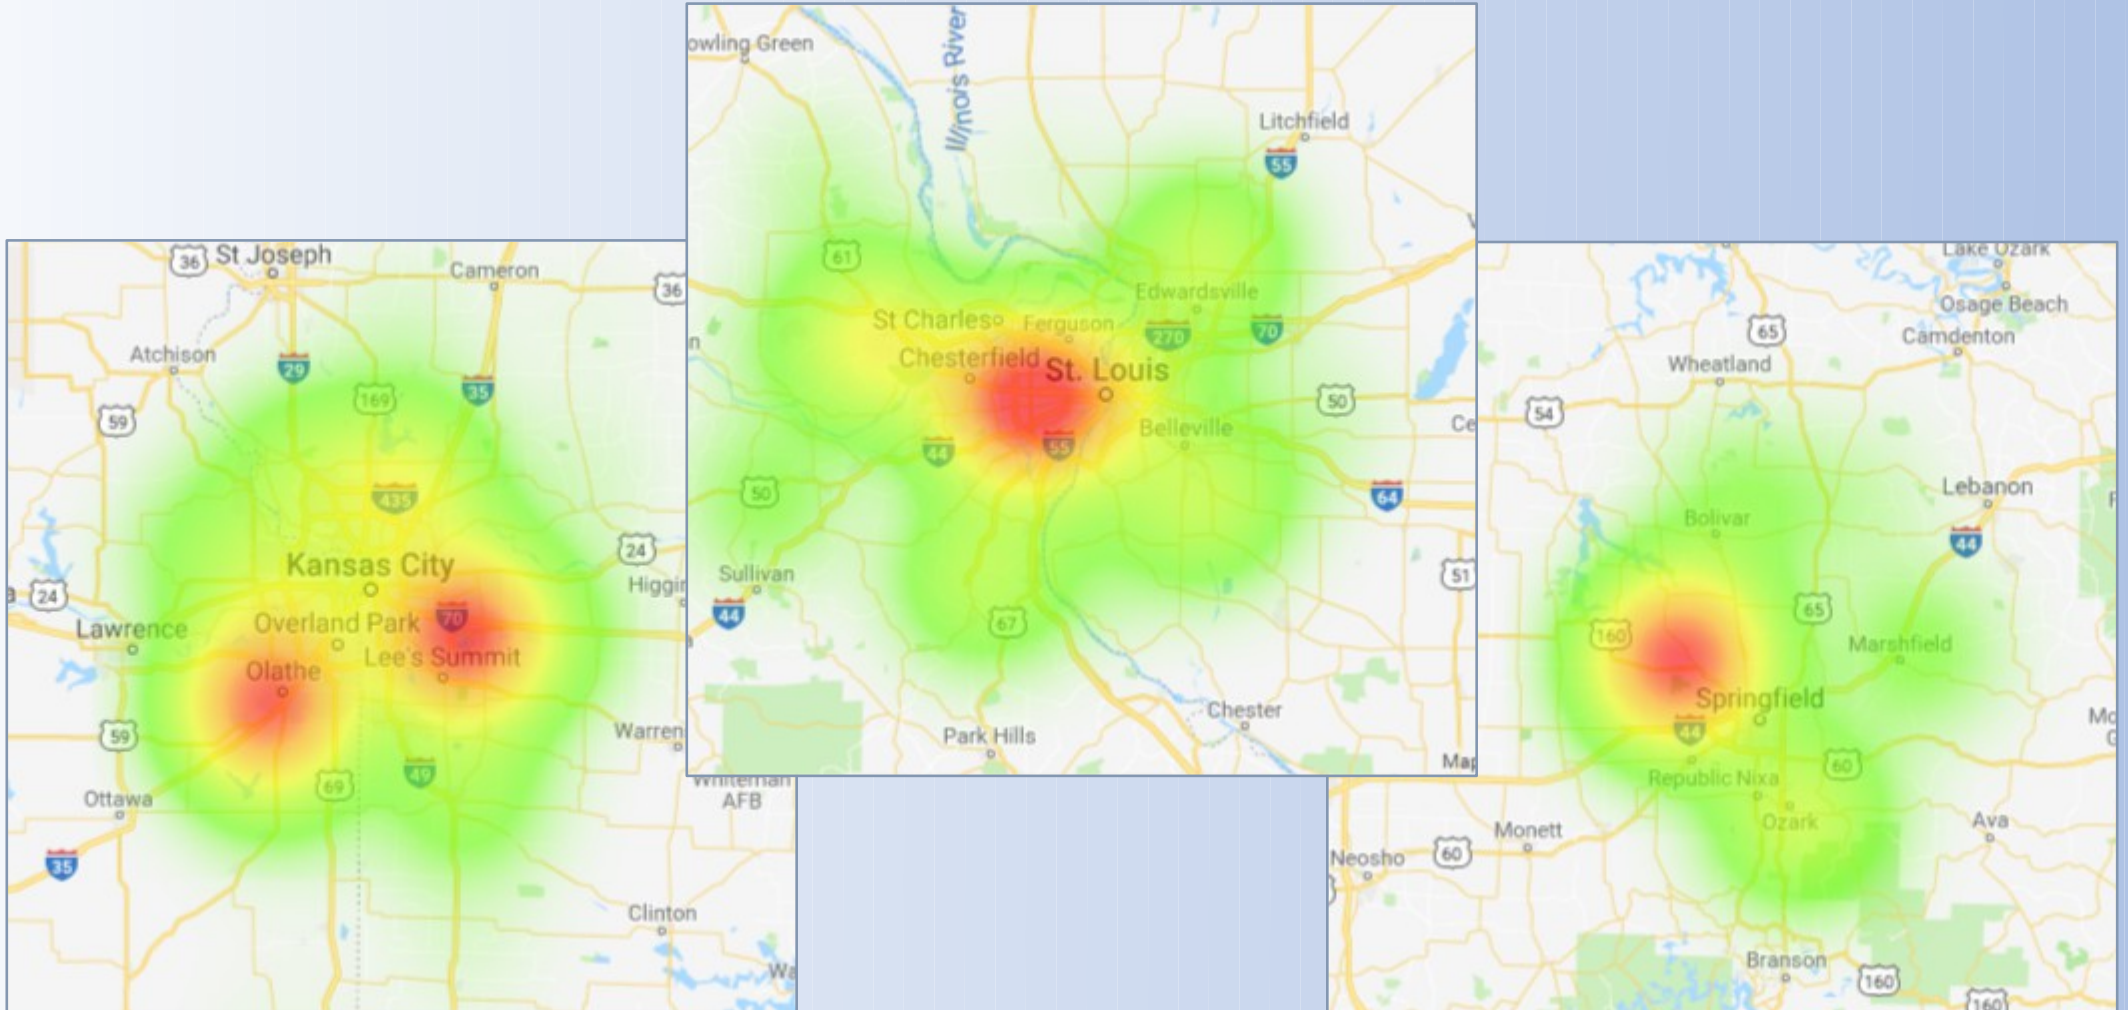 36
St Joseph
Cameron
36
Atchison
29
169
35
59
435
Kansas City
24
24
Higgin
70
Lawrence
Overland Park
Olathe
Lee's Summit
59
Warren
69
49
Ottawa
Whiteman
AFB
35
Clinton
Wa
owling Green
Illinois River
Litchfield
55
61
Edwardsville
St Charles
Ferguson
270
70
Chesterfield
St. Louis
50
Belleville
Ce
44
55
50
64
Sullivan
51
44
67
Chester
Park Hills
Map
Lake Ozark
Osage Beach
65
Camdenton
Wheatland
54
Lebanon
Bolivar
44
65
160
Marshfield
Springfield
44
60
Republic
Nixa
Ozark
Ava
Monett
Neosho
60
Branson
160
160